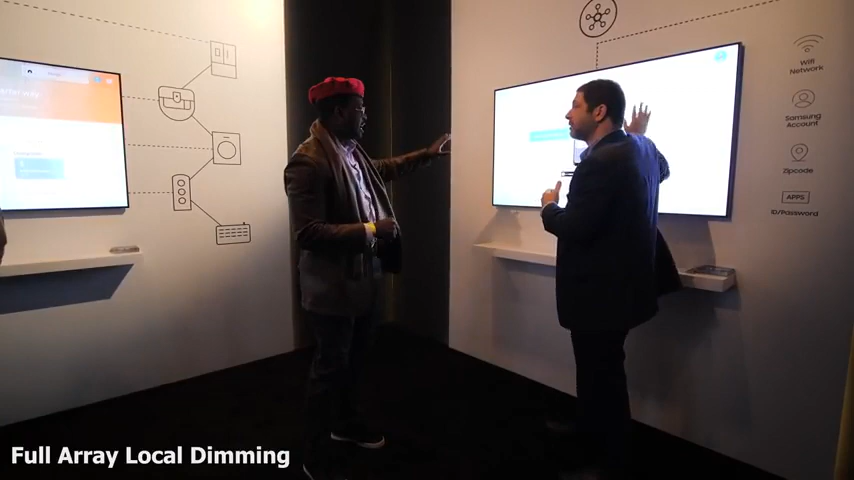 Wifi
NETWORK
Samsung
Account
Zipcode
APPS
ID/Password
Full Array Local Dimming